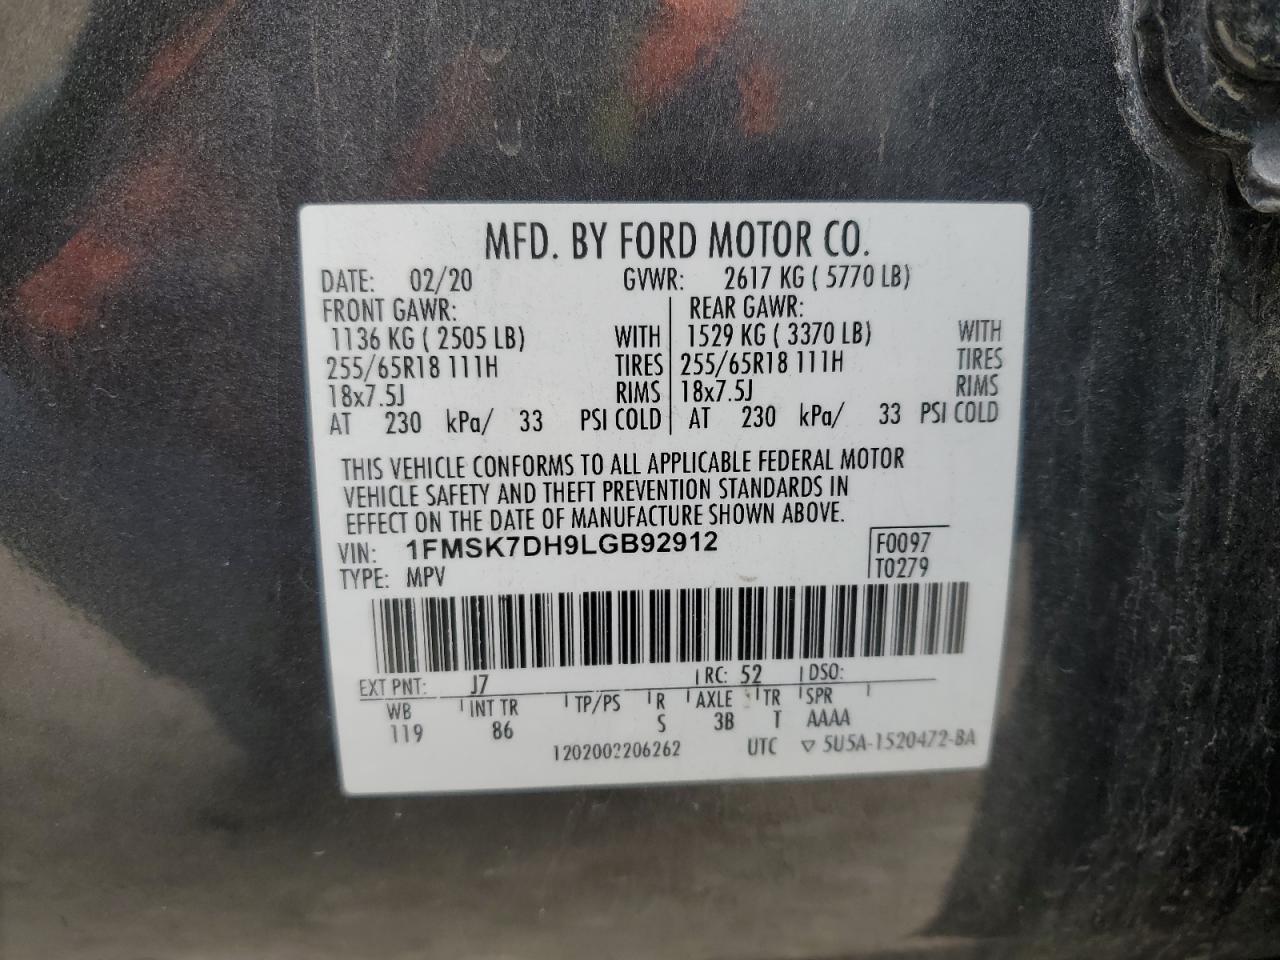 MFD. BY FORD MOTOR CO.
DATE: 02/20 GVWR: 2617 KG ( 5770 LB)
FRONT GAWR: REAR GAWR:
1136 KG ( 2505 LB) WITH 1529 KG ( 3370 LB) WITH
255/65R18 111H TIRES 255/65R18 111H TIRES
18x7.5J RIMS 18x7.5J RIMS
AT 230 kPa/ 33 PSI COLD AT 230 kPa/ 33 PSI COLD
THIS VEHICLE CONFORMS TO ALL APPLICABLE FEDERAL MOTOR
VEHICLE SAFETY AND THEFT PREVENTION STANDARDS IN
EFFECT ON THE DATE OF MANUFACTURE SHOWN ABOVE.
VIN: 1FMSK7DH9LGB92912 F0097
TYPE: MPV T0279
EXT PNT: J7 RC: 52 DSO:
WB INT TR TP/PS R AXLE TR SPR
119 86 S 3B T AAAA
1202002206262 UTC ▽ 5U5A-1520472-BA